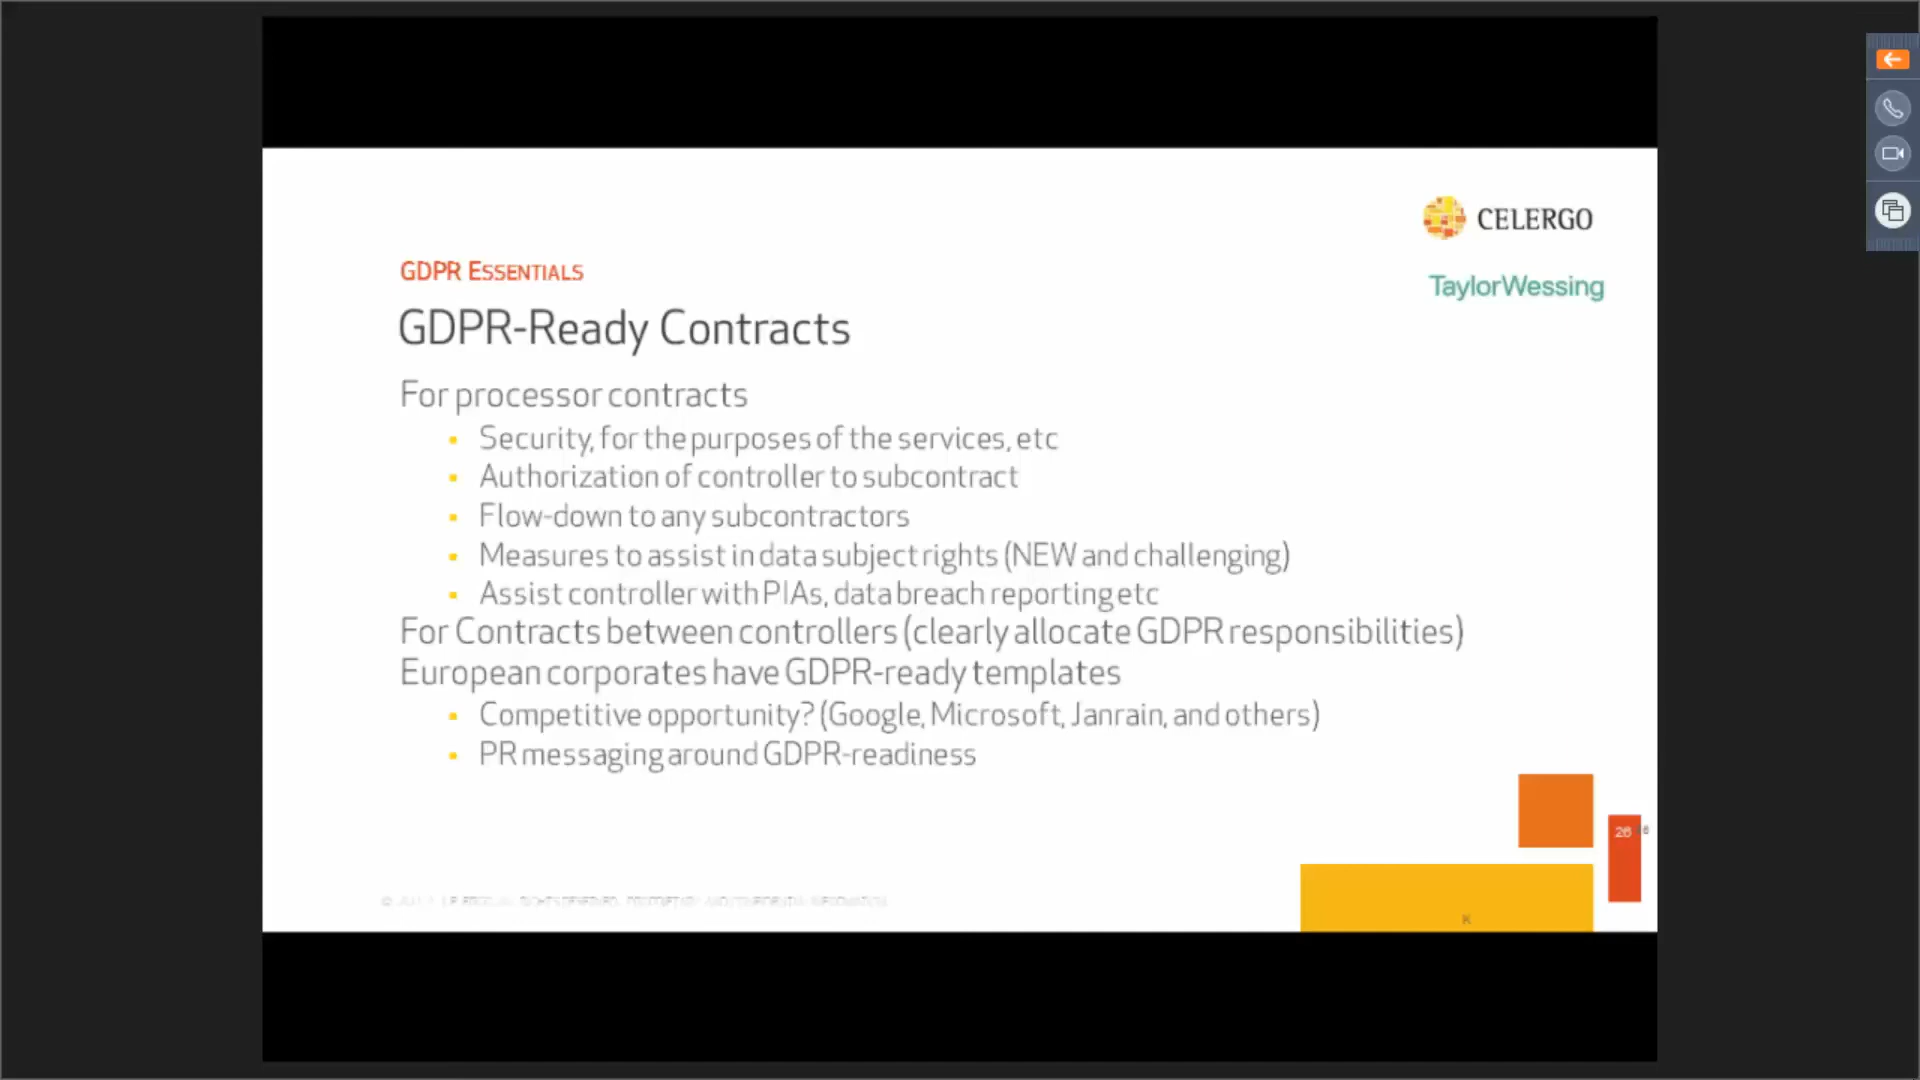 CELERGO
TaylorWessing
GDPR ESSENTIALS
GDPR-Ready Contracts
For processor contracts
Security, for the purposes of the services, etc
Authorization of controller to subcontract
Flow-down to any subcontractors
Measures to assist in data subject rights (NEW and challenging)
Assist controller with PIAs, data breach reporting etc
For Contracts between controllers (clearly allocate GDPR responsibilities)
European corporates have GDPR-ready templates
Competitive opportunity? (Google, Microsoft, Janrain, and others)
PR messaging around GDPR-readiness
26